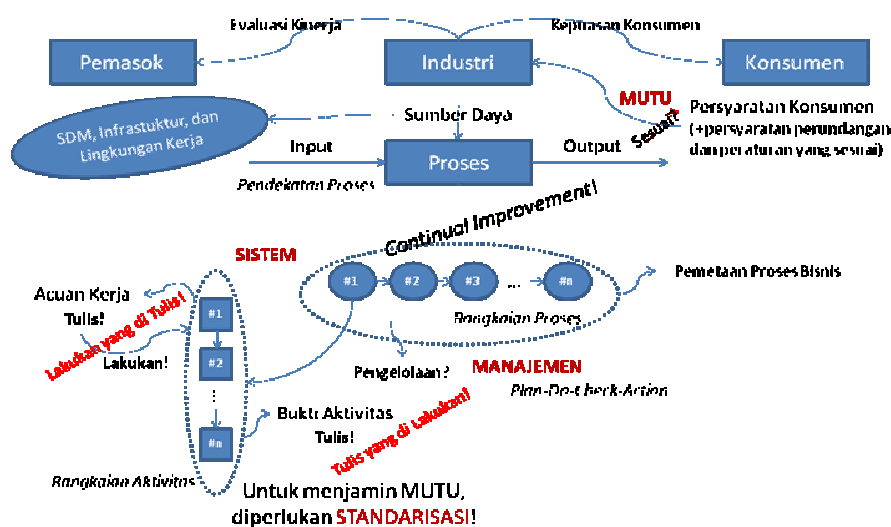 Evaluasi Kinerja
Kepuasan Konsumen
Pemasok
Industri
Konsumen
MUTU
Sesuai?
Persyaratan Konsumen
(+persyaratan perundangan
dan peraturan yang sesuai)
SDM, Infrastuktur, dan
Lingkungan Kerja
Sumber Daya
Input
Proses
Output
Pendekatan Proses
Continual Improvement!
SISTEM
#1
#2
#3
...
#n
Rangkaian Proses
Pemetaan Proses Bisnis
Acuan Kerja
Tulis!
Lakukan yang di Tulis!
Lakukan!
#1
#2
...
#n
Pengelolaan?
MANAJEMEN
Plan-Do-Check-Action
Bukti Aktivitas
Tulis!
Tulis yang di Lakukan!
Rangkaian Aktivitas
Untuk menjamin MUTU,
diperlukan STANDARISASI!